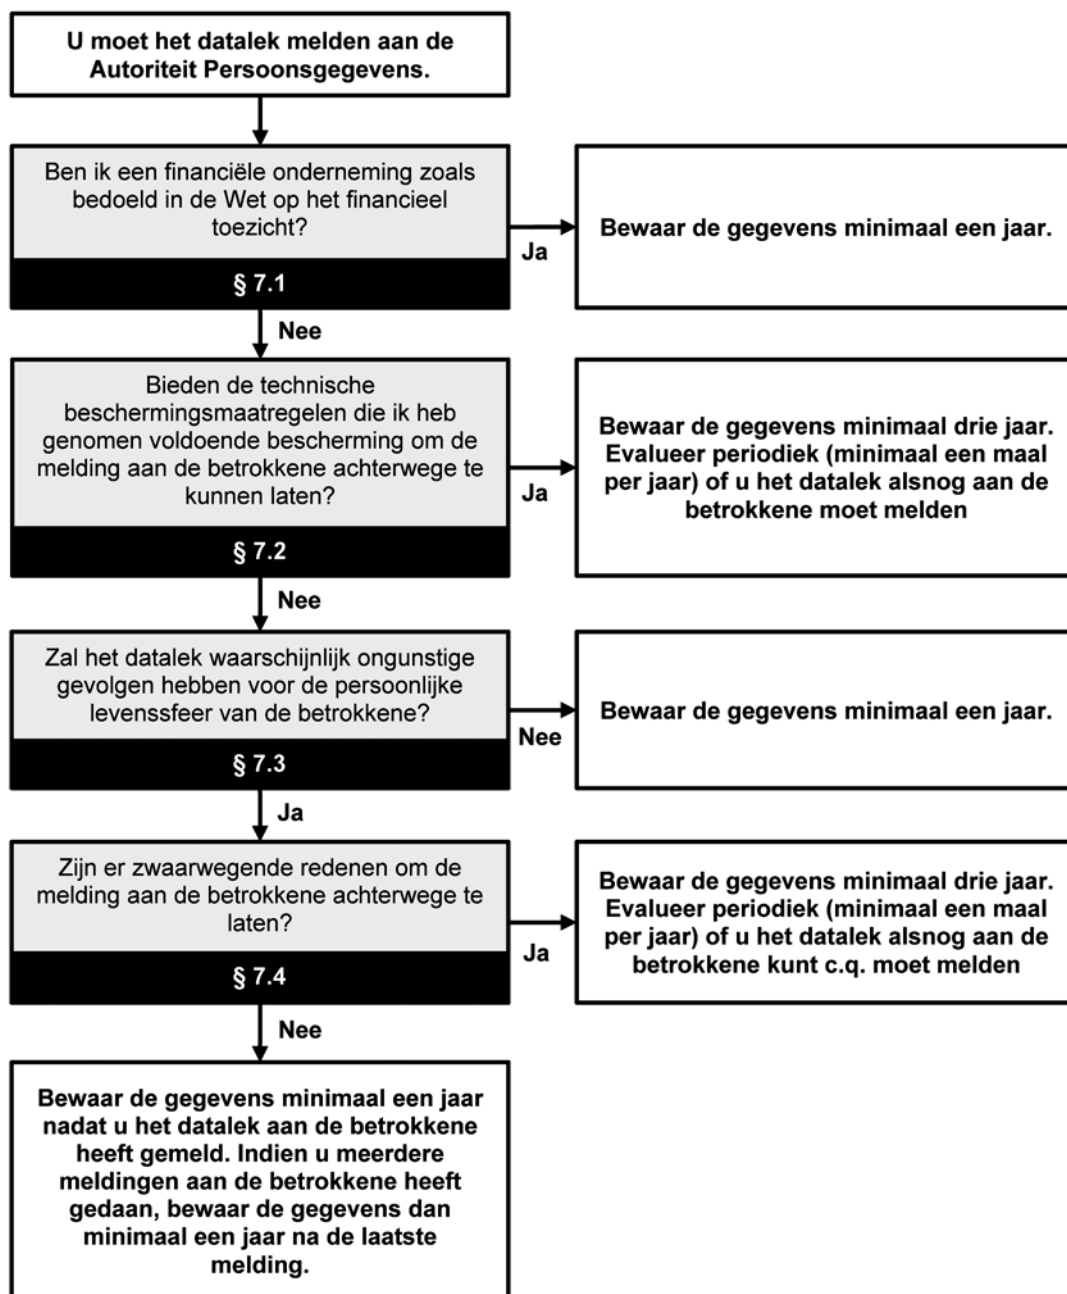 U moet het datalek melden aan de
Autoriteit Persoonsgegevens.
Ben ik een financiële onderneming zoals
bedoeld in de Wet op het financieel
toezicht?
§ 7.1
Ja
Bewaar de gegevens minimaal een jaar.
Nee
Bieden de technische
beschermingsmaatregelen die ik heb
genomen voldoende bescherming om de
melding aan de betrokkene achterwege te
kunnen laten?
§ 7.2
Ja
Bewaar de gegevens minimaal drie jaar.
Evalueer periodiek (minimaal een maal
per jaar) of u het datalek alsnog aan de
betrokkene moet melden
Nee
Zal het datalek waarschijnlijk ongunstige
gevolgen hebben voor de persoonlijke
levenssfeer van de betrokkene?
§ 7.3
Nee
Bewaar de gegevens minimaal een jaar.
Ja
Zijn er zwaarwegende redenen om de
melding aan de betrokkene achterwege te
laten?
§ 7.4
Ja
Bewaar de gegevens minimaal drie jaar.
Evalueer periodiek (minimaal een maal
per jaar) of u het datalek alsnog aan de
betrokkene kunt c.q. moet melden
Nee
Bewaar de gegevens minimaal een jaar
nadat u het datalek aan de betrokkene
heeft gemeld. Indien u meerdere
meldingen aan de betrokkene heeft
gedaan, bewaar de gegevens dan
minimaal een jaar na de laatste
melding.